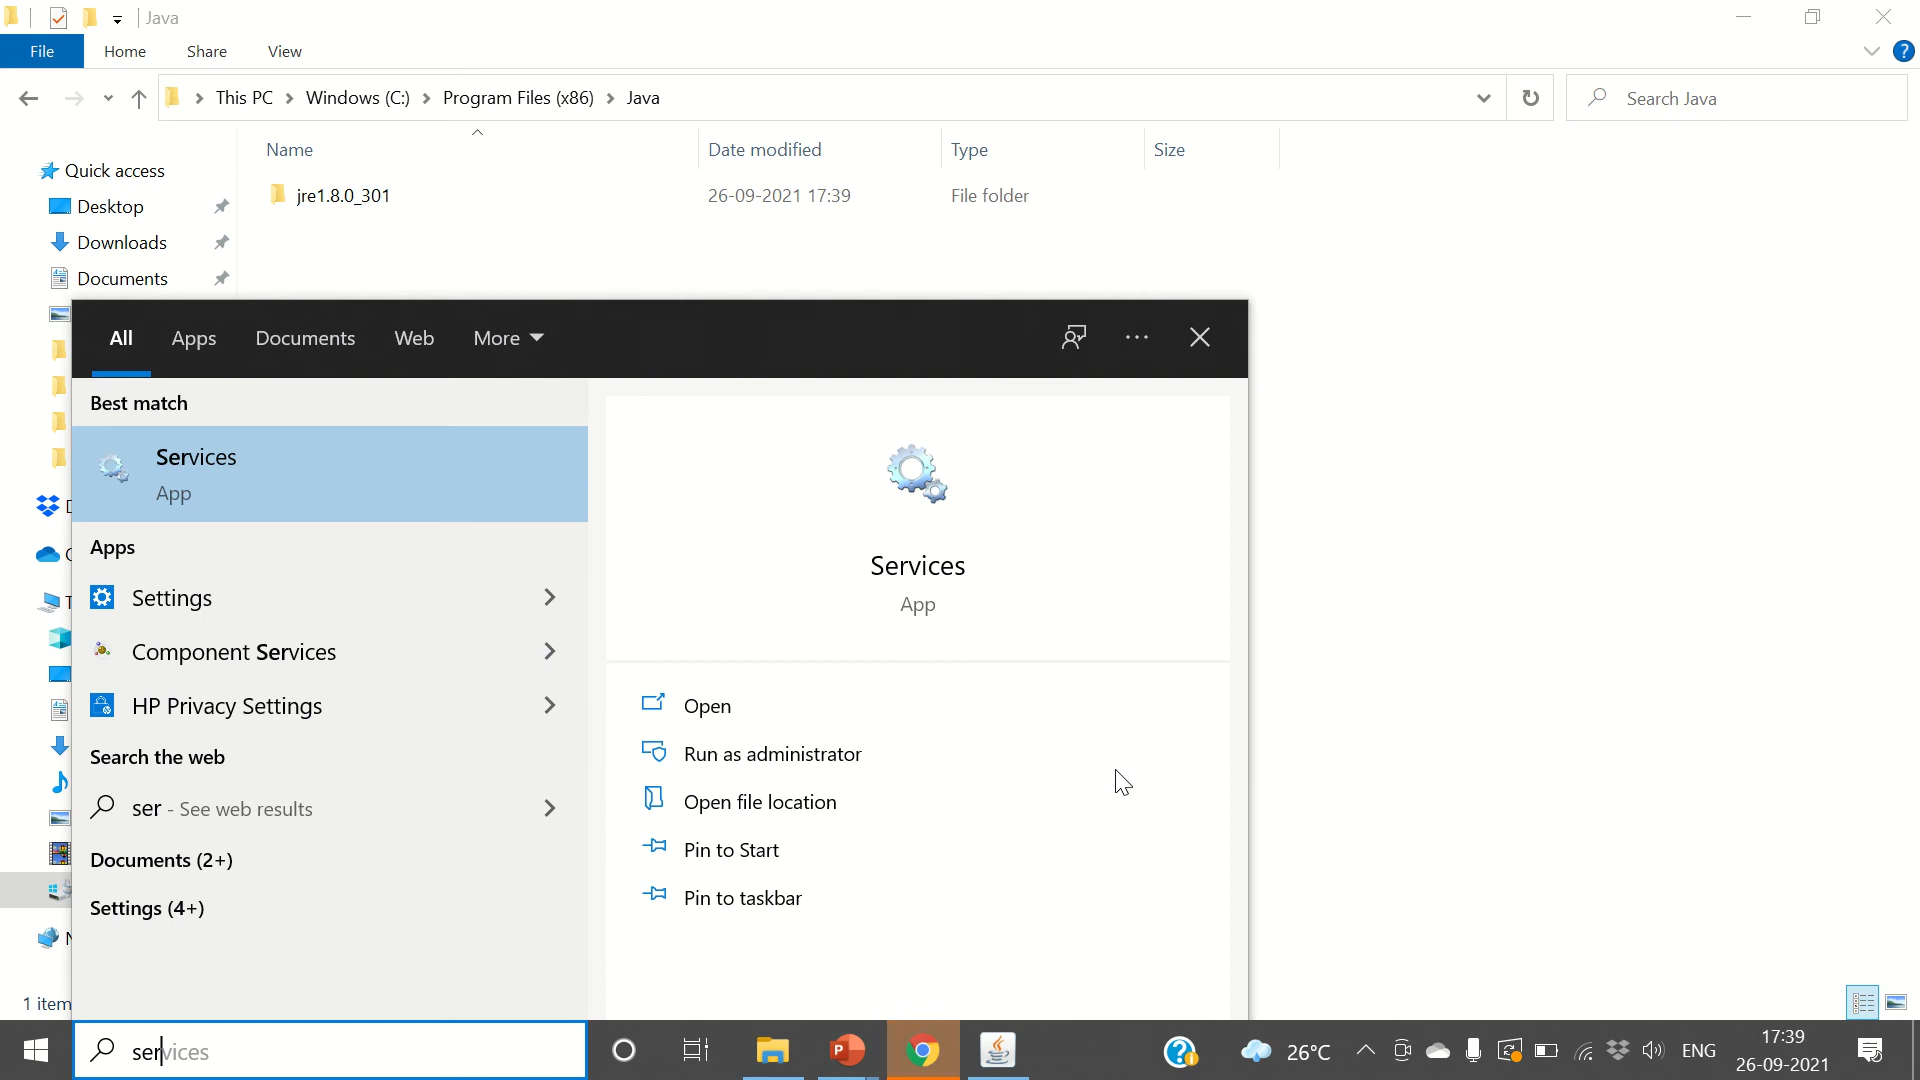 Java
File
Home
Share
View
This PC
Windows (C:)
Program Files (x86)
Java
Search Java
Name
Date modified
Type
Size
Quick access
jre1.8.0_301
26-09-2021 17:39
File folder
Desktop
Downloads
Documents
All
Apps
Documents
Web
More
Best match
Services
App
Services
App
Apps
Settings
Component Services
HP Privacy Settings
Search the web
ser - See web results
Documents (2+)
Settings (4+)
Open
Run as administrator
Open file location
Pin to Start
Pin to taskbar
1 item
services
26°C
ENG
17:39
26-09-2021